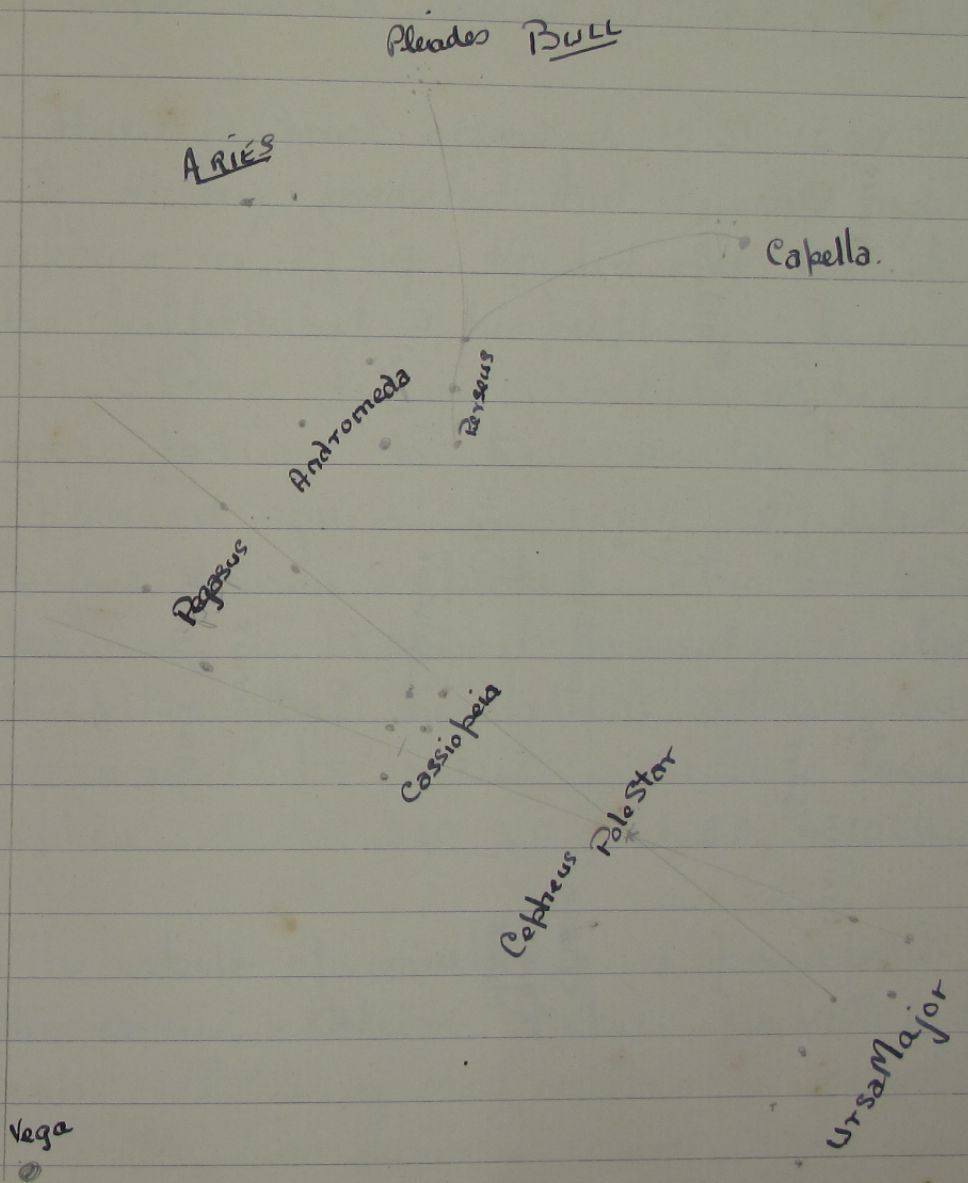 Pleiades BULL
ARIES
Capella.
Perseus
Andromeda
Pegasus
Cassiopeia
Pole Star
Cepheus
Ursa Major
Vega